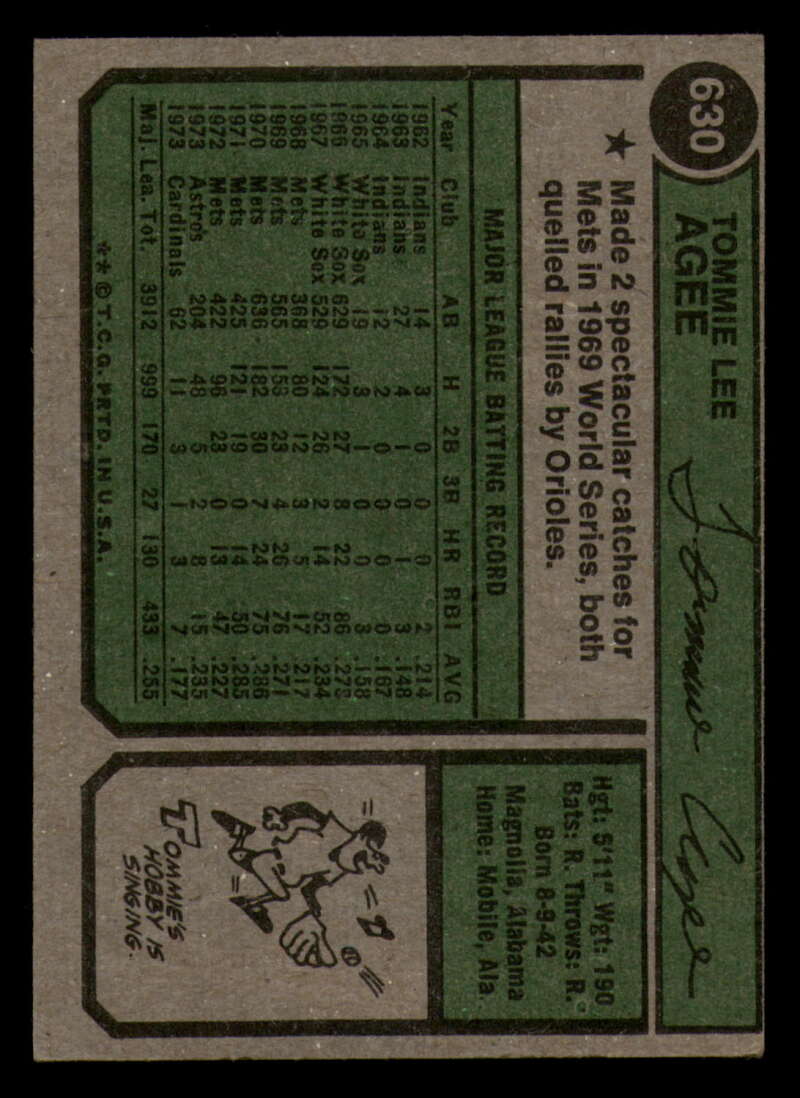 630
TOMMIE LEE
AGEE
Tommie Agee
★ Made 2 spectacular catches for
Mets in 1969 World Series, both
quelled rallies by Orioles.
Hgt: 5'11" Wgt: 190
Bats: R. Throws: R.
Born 8-9-42
Magnolia, Alabama
Home: Mobile, Ala.
MAJOR LEAGUE BATTING RECORD
Year Club AB H 2B 3B HR RBI AVG
1962 Indians 14 3 0 0 0 2 .214
1963 Indians 27 4 1 0 1 3 .148
1964 Indians 12 2 0 0 0 0 .167
1965 White Sox 19 3 1 0 0 3 .158
1966 White Sox 629 172 27 8 22 86 .273
1967 White Sox 529 124 26 2 14 52 .234
1968 Mets 368 80 12 3 5 17 .217
1969 Mets 565 153 23 4 26 76 .271
1970 Mets 636 182 30 7 24 75 .286
1971 Mets 425 121 19 0 14 50 .285
1972 Mets 422 96 23 0 13 47 .227
1973 Astros 204 48 5 2 8 15 .235
1973 Cardinals 62 11 3 1 3 7 .177
Maj. Lea. Tot. 3912 999 170 27 130 433 .255
**© T.C.G. PRTD. IN U.S.A.
TOMMIE'S
HOBBY IS
SINGING.